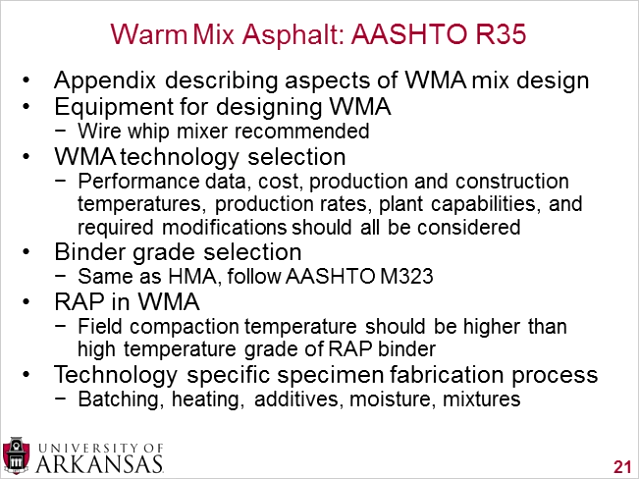 Warm Mix Asphalt: AASHTO R35
• Appendix describing aspects of WMA mix design
• Equipment for designing WMA
− Wire whip mixer recommended
• WMA technology selection
− Performance data, cost, production and construction
temperatures, production rates, plant capabilities, and
required modifications should all be considered
• Binder grade selection
− Same as HMA, follow AASHTO M323
• RAP in WMA
− Field compaction temperature should be higher than
high temperature grade of RAP binder
• Technology specific specimen fabrication process
− Batching, heating, additives, moisture, mixtures
UNIVERSITY OF
ARKANSAS
21